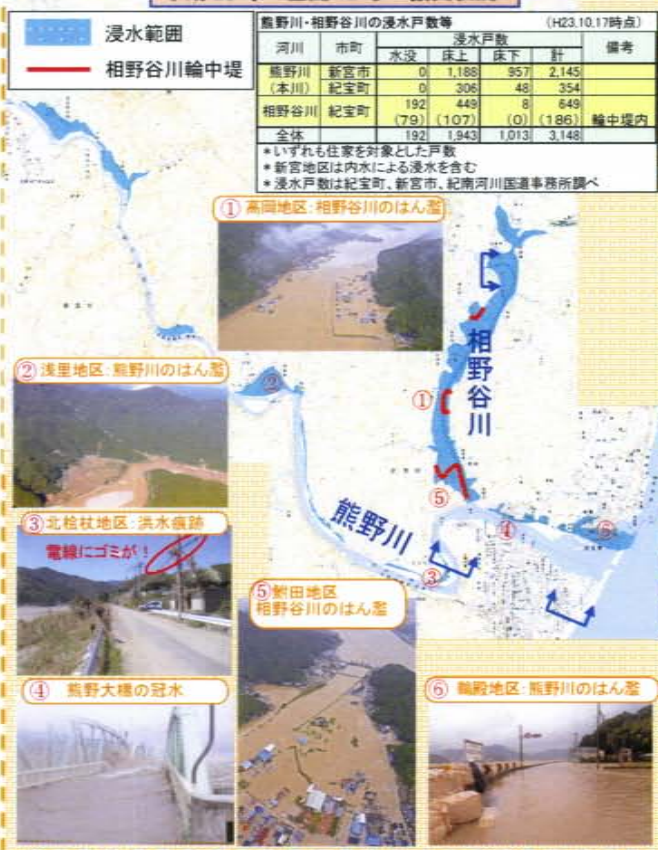 浸水範囲
相野谷川輪中堤
熊野川・相野谷川の浸水戸数等 (H23.10.17時点)
河川 市町 浸水戸数 備考
水没 床上 床下 計
熊野川 新宮市 0 1,188 957 2,145
(本川) 紀宝町 0 306 48 354
相野谷川 紀宝町 192 449 8 649
(79) (107) (0) (186) 輪中堤内
全体 192 1,943 1,013 3,148
*いずれも住家を対象とした戸数
*新宮地区は内水による浸水を含む
*浸水戸数は紀宝町、新宮市、紀南河川国道事務所調べ
① 高岡地区:相野谷川のはん濫
相野谷川
② 浅里地区:熊野川のはん濫
②
①
⑤
熊野川
④
⑥
③
③北桧杖地区:洪水痕跡
電線にゴミが!
⑤鮒田地区
相野谷川のはん濫
④ 熊野大橋の冠水
⑥ 鵜殿地区:熊野川のはん濫